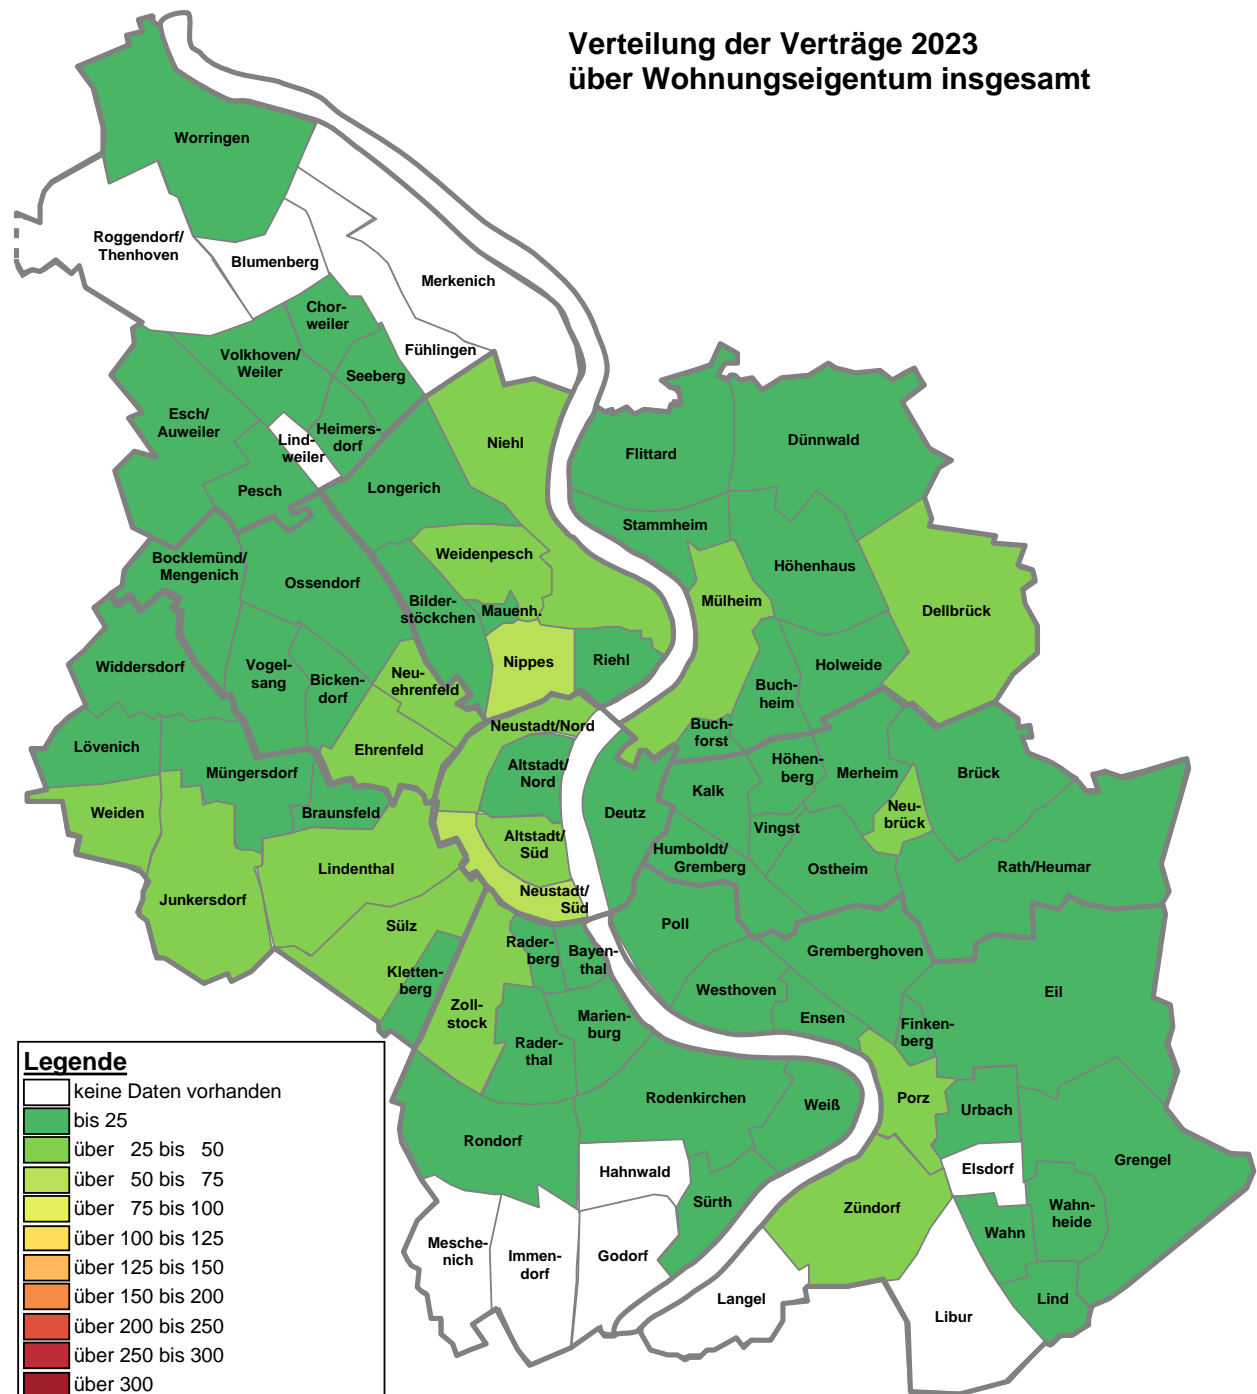 Verteilung der Verträge 2023
über Wohnungseigentum insgesamt
Worringen
Roggendorf/
Thenhoven
Blumenberg
Merkenich
Chor-
weiler
Fühlingen
Volkhoven/
Weiler
Seeberg
Esch/
Auweiler
Lind-
weiler
Heimers-
dorf
Niehl
Pesch
Longerich
Flittard
Dünnwald
Stammheim
Bocklemünd/
Mengenich
Ossendorf
Weidenpesch
Höhenhaus
Bilder-
stöckchen
Mauenh.
Mülheim
Dellbrück
Widdersdorf
Vogel-
sang
Bicken-
dorf
Neu-
ehrenfeld
Nippes
Riehl
Buch-
heim
Holweide
Neustadt/Nord
Buch-
forst
Lövenich
Müngersdorf
Ehrenfeld
Altstadt/
Nord
Höhen-
berg
Merheim
Brück
Kalk
Weiden
Braunsfeld
Deutz
Neu-
brück
Altstadt/
Süd
Vingst
Humboldt/
Gremberg
Ostheim
Rath/Heumar
Lindenthal
Junkersdorf
Neustadt/
Süd
Sülz
Poll
Rader-
berg
Bayen-
thal
Gremberghoven
Kletten-
berg
Westhoven
Eil
Zoll-
stock
Marien-
burg
Ensen
Finken-
berg
Rader-
thal
Rodenkirchen
Weiß
Porz
Urbach
Rondorf
Hahnwald
Elsdorf
Grengel
Sürth
Zündorf
Wahn-
heide
Wahn
Mesche-
nich
Immen-
dorf
Godorf
Langel
Lind
Libur
Legende
keine Daten vorhanden
bis 25
über 25 bis 50
über 50 bis 75
über 75 bis 100
über 100 bis 125
über 125 bis 150
über 150 bis 200
über 200 bis 250
über 250 bis 300
über 300